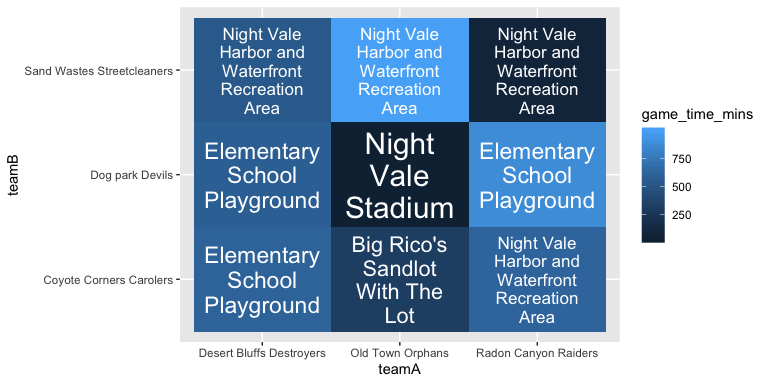 Night Vale
Harbor and
Waterfront
Recreation
Area
Night Vale
Harbor and
Waterfront
Recreation
Area
Night Vale
Harbor and
Waterfront
Recreation
Area
Sand Wastes Streetcleaners
Elementary
School
Playground
Night
Vale
Stadium
Elementary
School
Playground
Dog park Devils
Elementary
School
Playground
Big Rico's
Sandlot
With The
Lot
Night Vale
Harbor and
Waterfront
Recreation
Area
Coyote Corners Carolers
teamB
Desert Bluffs Destroyers
Old Town Orphans
Radon Canyon Raiders
teamA
game_time_mins
750
500
250